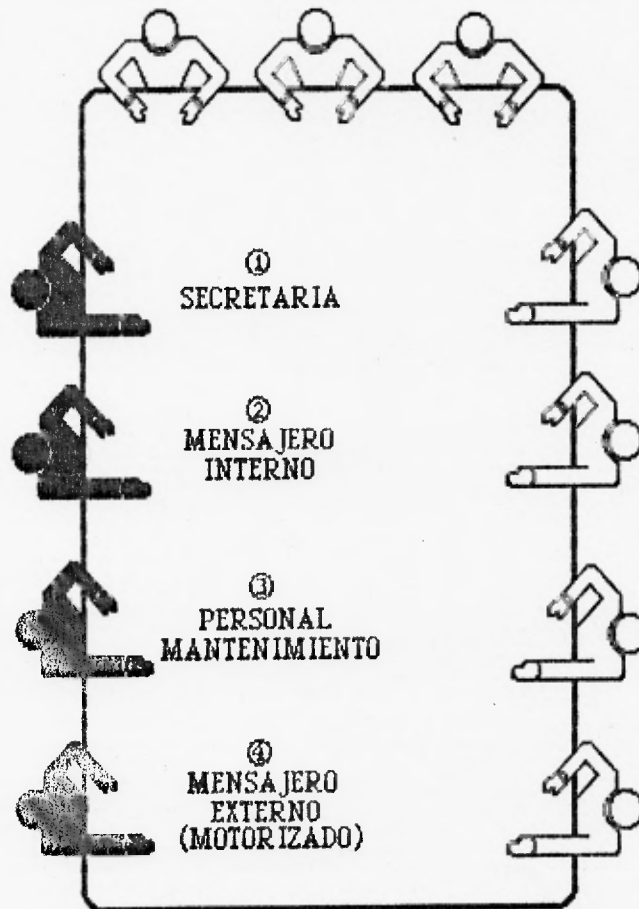 ①
SECRETARIA
②
MENSAJERO
INTERNO
③
PERSONAL
MANTENIMIENTO
④
MENSAJERO
EXTERNO
(MOTORIZADO)